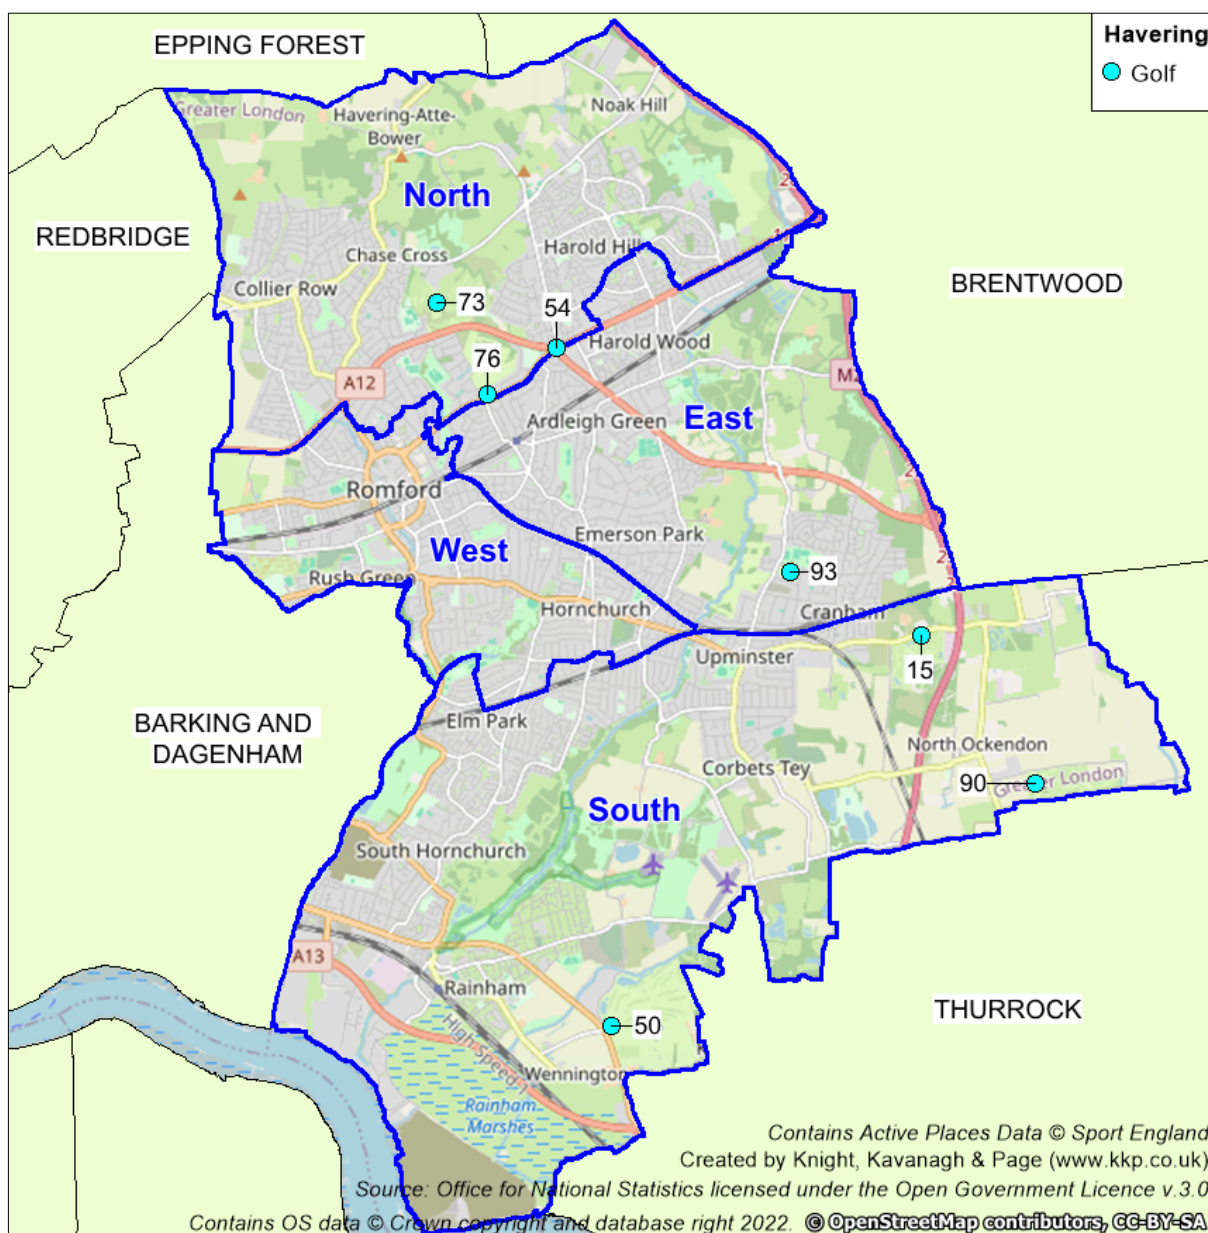 EPPING FOREST
Havering
Golf
Greater London
Havering-Atte-
Bower
Noak Hill
North
REDBRIDGE
Chase Cross
Harold Hill
Collier Row
BRENTWOOD
73
54
Harold Wood
76
A12
Ardleigh Green
East
Romford
Emerson Park
West
93
Rush Green
Hornchurch
Cranham
Upminster
15
BARKING AND
DAGENHAM
Elm Park
North Ockendon
Corbets Tey
90
Greater London
South
South Hornchurch
A13
Rainham
THURROCK
50
High Speed 1
Wennington
Rainham
Marshes
Contains Active Places Data © Sport England
Created by Knight, Kavanagh & Page (www.kkp.co.uk)
Source: Office for National Statistics licensed under the Open Government Licence v.3.0
Contains OS data © Crown copyright and database right 2022. © OpenStreetMap contributors, CC-BY-SA